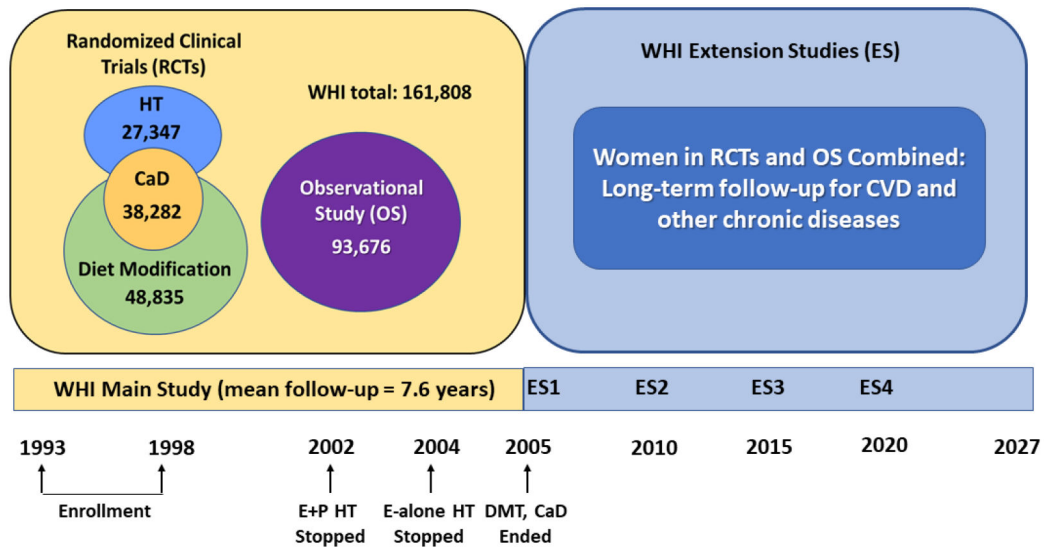 Randomized Clinical
Trials (RCTs)
HT
27,347
CaD
38,282
Diet Modification
48,835
WHI total: 161,808
Observational
Study (OS)
93,676
WHI Extension Studies (ES)
Women in RCTs and OS Combined:
Long-term follow-up for CVD and
other chronic diseases
WHI Main Study (mean follow-up = 7.6 years)
ES1
ES2
ES3
ES4
1993
1998
2002
2004
2005
2010
2015
2020
2027
Enrollment
E+P HT
Stopped
E-alone HT
Stopped
DMT, CaD
Ended